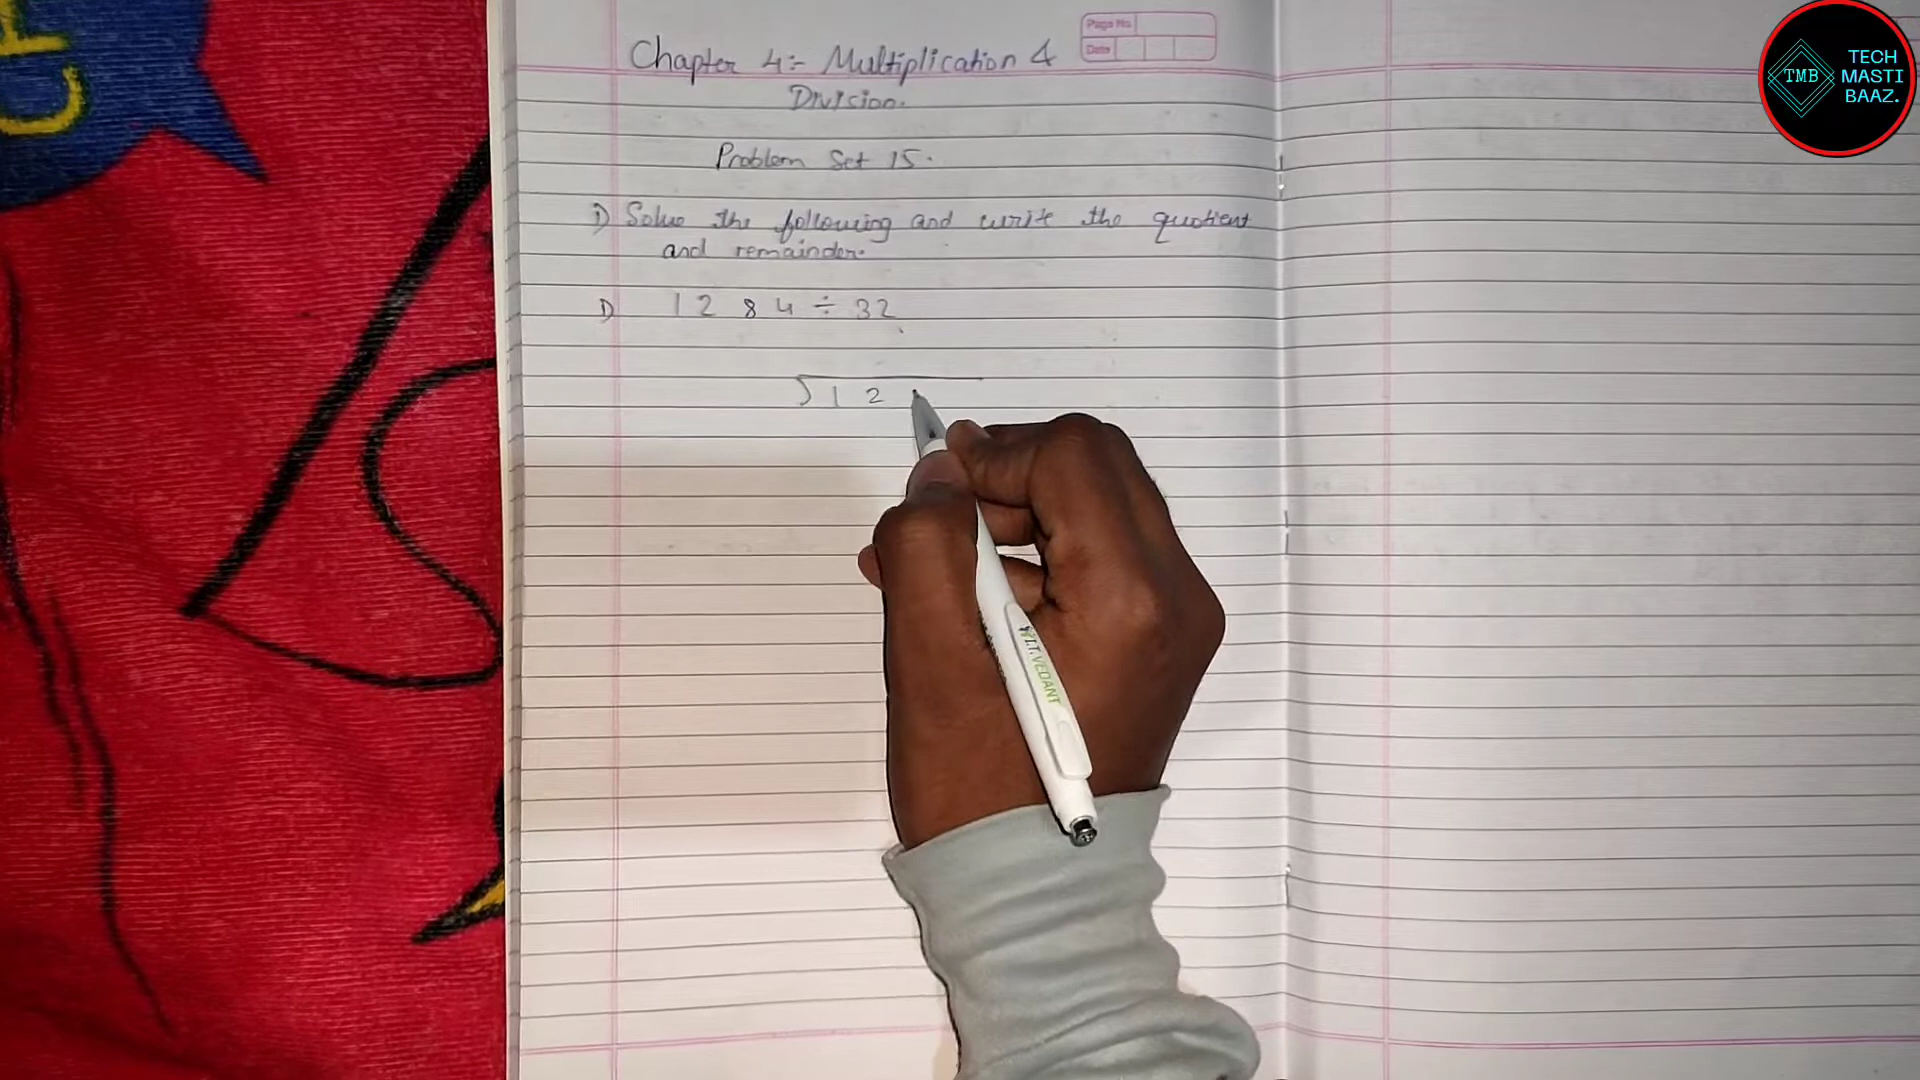 Page No.
Date
Chapter 4:- Multiplication &
Division.
Problem Set 15.
1) Solve the following and write the quotient
and remainder.
1) 1284 ÷ 32
12
I.T.VEDANT
TMB
TECH
MASTI
BAAZ.